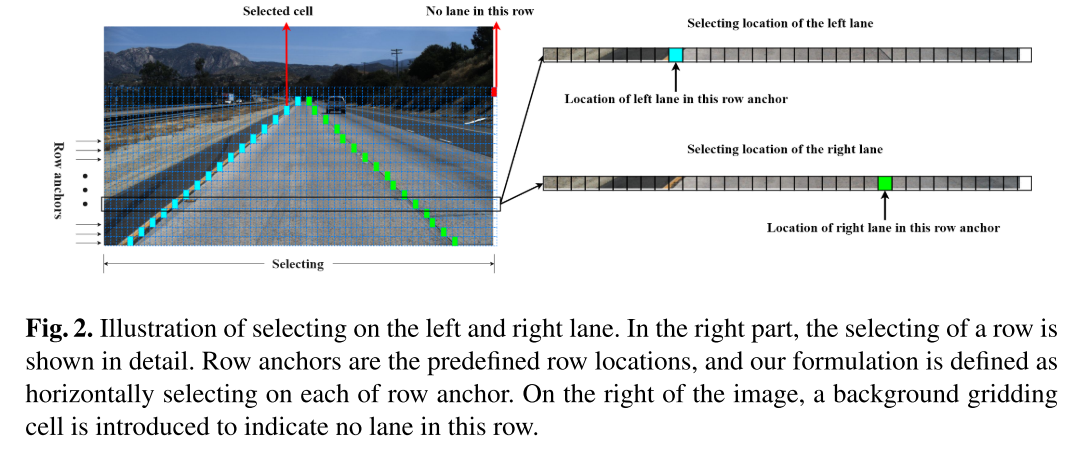 Selected cell
No lane in this row
Row anchors
Selecting
Selecting location of the left lane
Location of left lane in this row anchor
Selecting location of the right lane
Location of right lane in this row anchor
Fig. 2. Illustration of selecting on the left and right lane. In the right part, the selecting of a row is
shown in detail. Row anchors are the predefined row locations, and our formulation is defined as
horizontally selecting on each of row anchor. On the right of the image, a background gridding
cell is introduced to indicate no lane in this row.